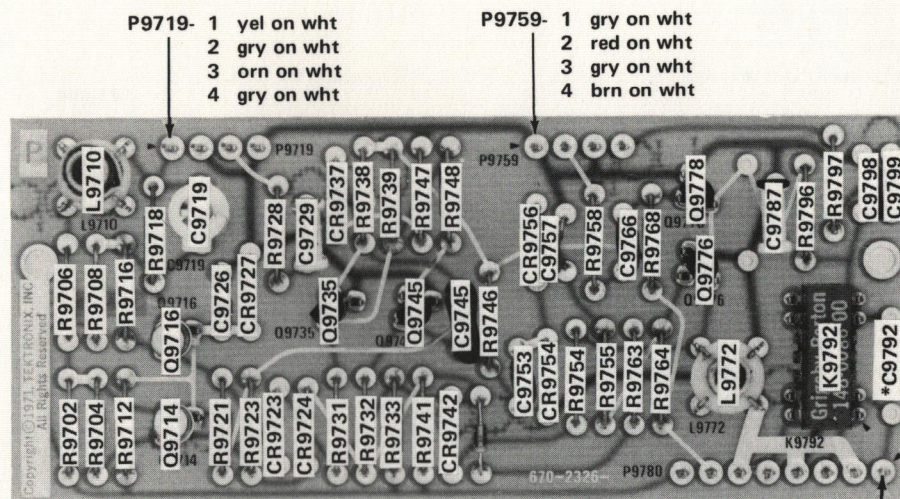 P9719- 1 yel on wht
2 gry on wht
3 orn on wht
4 gry on wht
P9759- 1 gry on wht
2 red on wht
3 gry on wht
4 brn on wht
P
L9710
L9710
P9719
R9718
C9719
C9719
R9728
C9729
CR9737
R9738
R9739
R9747
R9748
P9759
CR9756
C9757
R9758
C9766
R9768
Q9778
C9787
R9796
R9797
C9798
C9799
R9706
R9708
R9716
Q9716
Q9716
C9726
CR9727
Q9735
Q9735
Q9745
C9745
R9746
Q9776
C9753
CR9754
R9754
R9755
R9763
R9764
L9772
L9772
K9792
K9792
*C9792
R9702
R9704
R9712
Q9714
R9721
R9723
CR9723
CR9724
R9731
R9732
R9733
R9741
CR9742
670-2326-
P9780
Copyright © 1971 TEKTRONIX, INC
All Rights Reserved